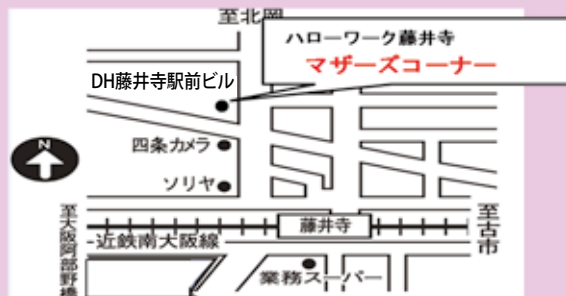 至北岡
ハローワーク藤井寺
マザーズコーナー
DH藤井寺駅前ビル
四条カメラ
N
ソリヤ
至大阪阿部野橋
藤井寺
至古市
近鉄南大阪線
業務スーパー